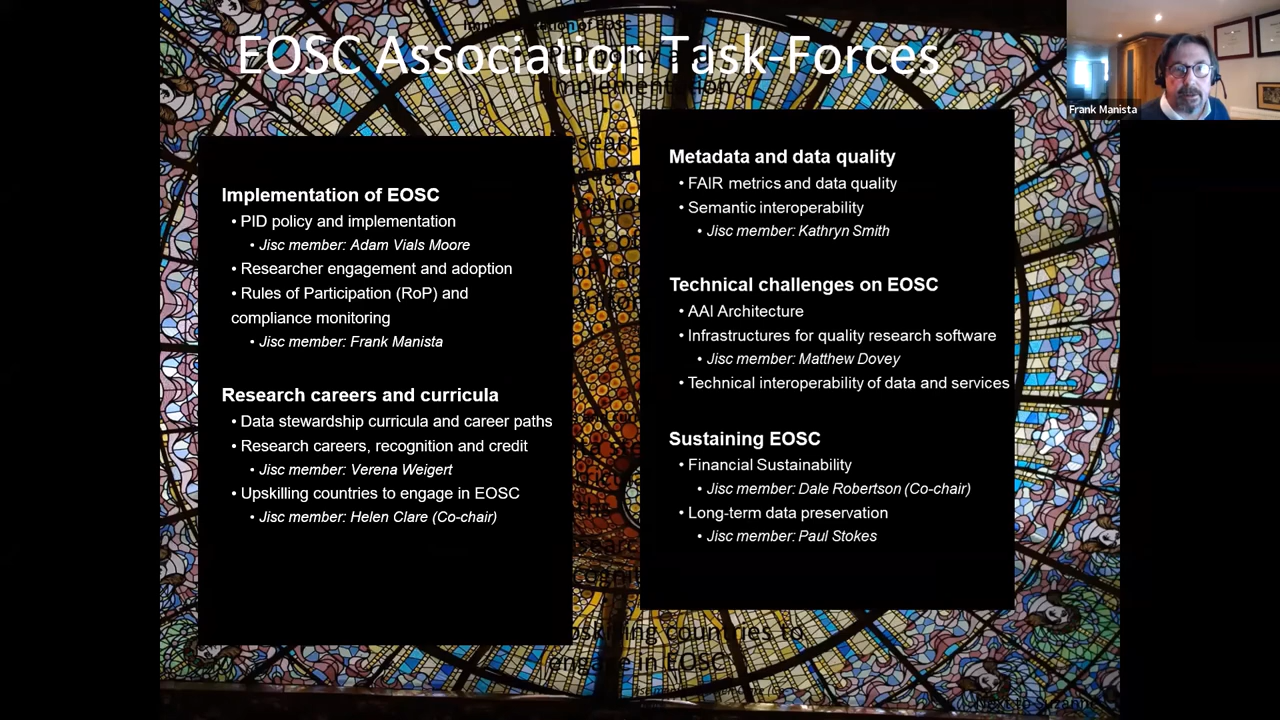 EOSC Association Task-Forces
Implementation of EOSC
• PID policy and implementation
• Jisc member: Adam Vials Moore
• Researcher engagement and adoption
• Rules of Participation (RoP) and
compliance monitoring
• Jisc member: Frank Manista
Research careers and curricula
• Data stewardship curricula and career paths
• Research careers, recognition and credit
• Jisc member: Verena Weigert
• Upskilling countries to engage in EOSC
• Jisc member: Helen Clare (Co-chair)
Metadata and data quality
• FAIR metrics and data quality
• Semantic interoperability
• Jisc member: Kathryn Smith
Technical challenges on EOSC
• AAI Architecture
• Infrastructures for quality research software
• Jisc member: Matthew Dovey
• Technical interoperability of data and services
Sustaining EOSC
• Financial Sustainability
• Jisc member: Dale Robertson (Co-chair)
• Long-term data preservation
• Jisc member: Paul Stokes
implementation
countries to
engage in EOSC
Frank Manista